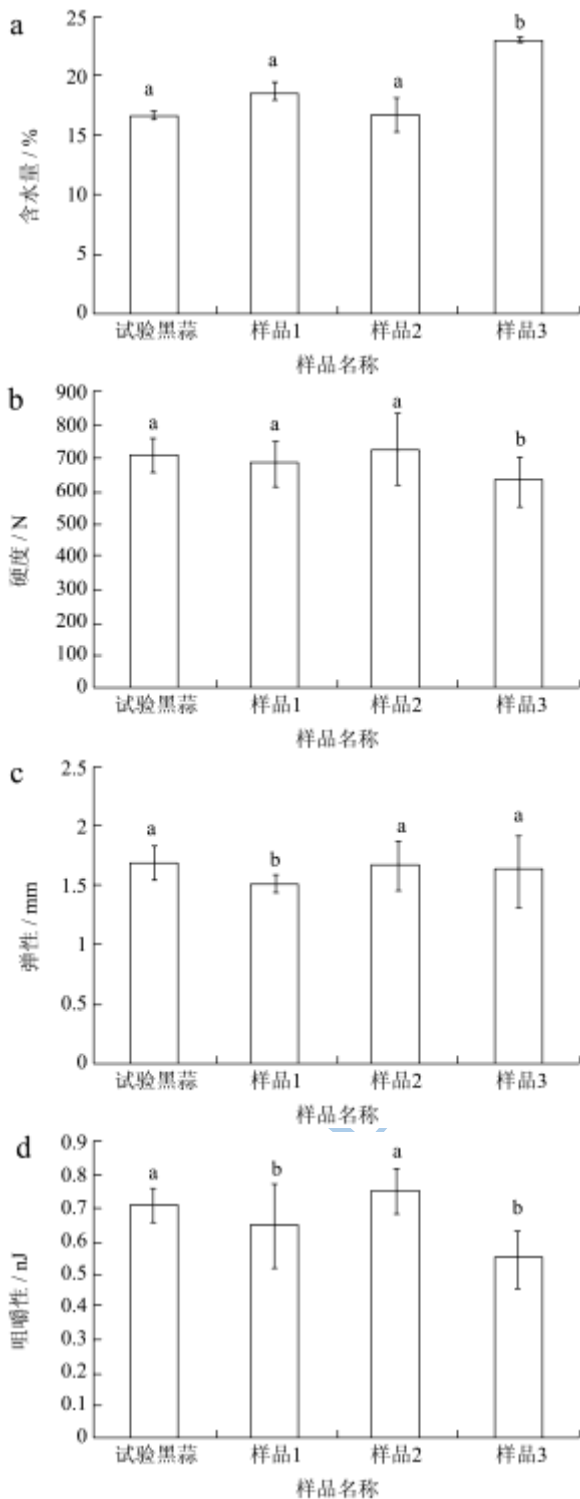 a
25
20
15
10
5
0
含水量 / %
a
a
a
b
试验黑蒜 样品1 样品2 样品3
样品名称
b
900
800
700
600
500
400
300
200
100
0
硬度 / N
a
a
a
b
试验黑蒜 样品1 样品2 样品3
样品名称
c
2.5
2
1.5
1
0.5
0
弹性 / mm
a
b
a
a
试验黑蒜 样品1 样品2 样品3
样品名称
d
0.9
0.8
0.7
0.6
0.5
0.4
0.3
0.2
0.1
0
咀嚼性 / nJ
a
b
a
b
试验黑蒜 样品1 样品2 样品3
样品名称